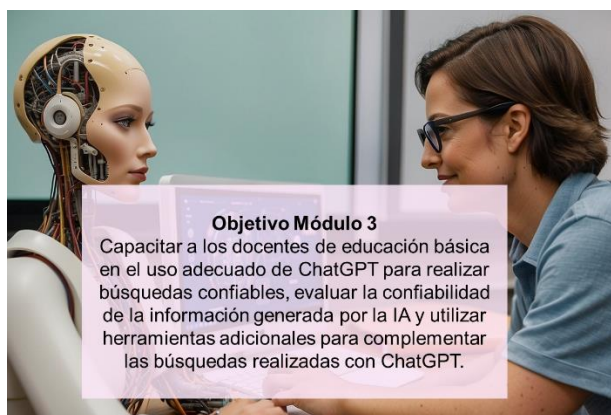 Objetivo Módulo 3
Capacitar a los docentes de educación básica
en el uso adecuado de ChatGPT para realizar
búsquedas confiables, evaluar la confiabilidad
de la información generada por la IA y utilizar
herramientas adicionales para complementar
las búsquedas realizadas con ChatGPT.